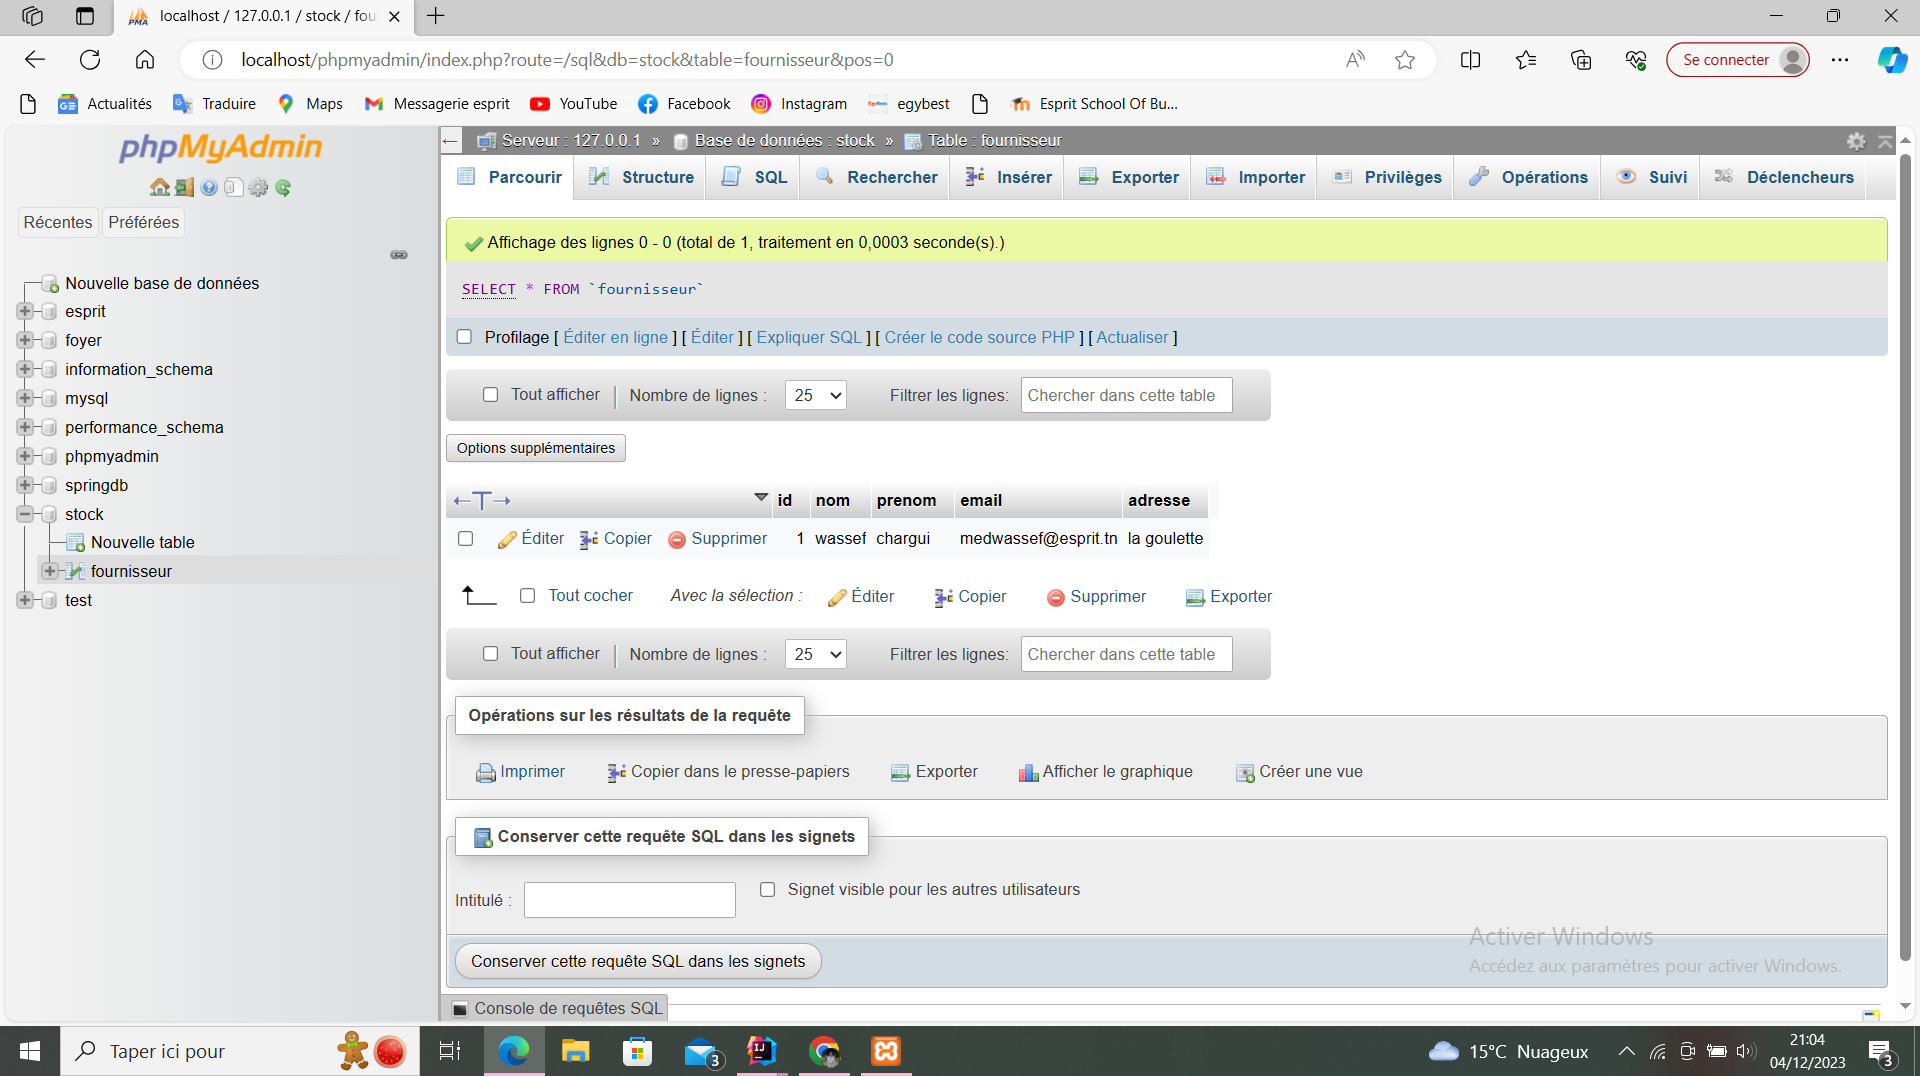 localhost / 127.0.0.1 / stock / fou
localhost/phpmyadmin/index.php?route=/sql&db=stock&table=fournisseur&pos=0
Se connecter
Actualités
Traduire
Maps
Messagerie esprit
YouTube
Facebook
Instagram
egybest
Esprit School Of Bu...
phpMyAdmin
Récentes
Préférées
Nouvelle base de données
esprit
foyer
information_schema
mysql
performance_schema
phpmyadmin
springdb
stock
Nouvelle table
fournisseur
test
Serveur : 127.0.0.1 » Base de données : stock » Table : fournisseur
Parcourir
Structure
SQL
Rechercher
Insérer
Exporter
Importer
Privilèges
Opérations
Suivi
Déclencheurs
Affichage des lignes 0 - 0 (total de 1, traitement en 0,0003 seconde(s).)
SELECT * FROM `fournisseur`
Profilage [ Éditer en ligne ] [ Éditer ] [ Expliquer SQL ] [ Créer le code source PHP ] [ Actualiser ]
Tout afficher Nombre de lignes : 25 Filtrer les lignes: Chercher dans cette table
Options supplémentaires
id nom prenom email adresse
Éditer Copier Supprimer 1 wassef chargui medwassef@esprit.tn la goulette
Tout cocher Avec la sélection : Éditer Copier Supprimer Exporter
Tout afficher Nombre de lignes : 25 Filtrer les lignes: Chercher dans cette table
Opérations sur les résultats de la requête
Imprimer Copier dans le presse-papiers Exporter Afficher le graphique Créer une vue
Conserver cette requête SQL dans les signets
Intitulé : Signet visible pour les autres utilisateurs
Conserver cette requête SQL dans les signets
Activer Windows
Accédez aux paramètres pour activer Windows.
Console de requêtes SQL
Taper ici pour
3
15°C Nuageux
21:04
04/12/2023
3